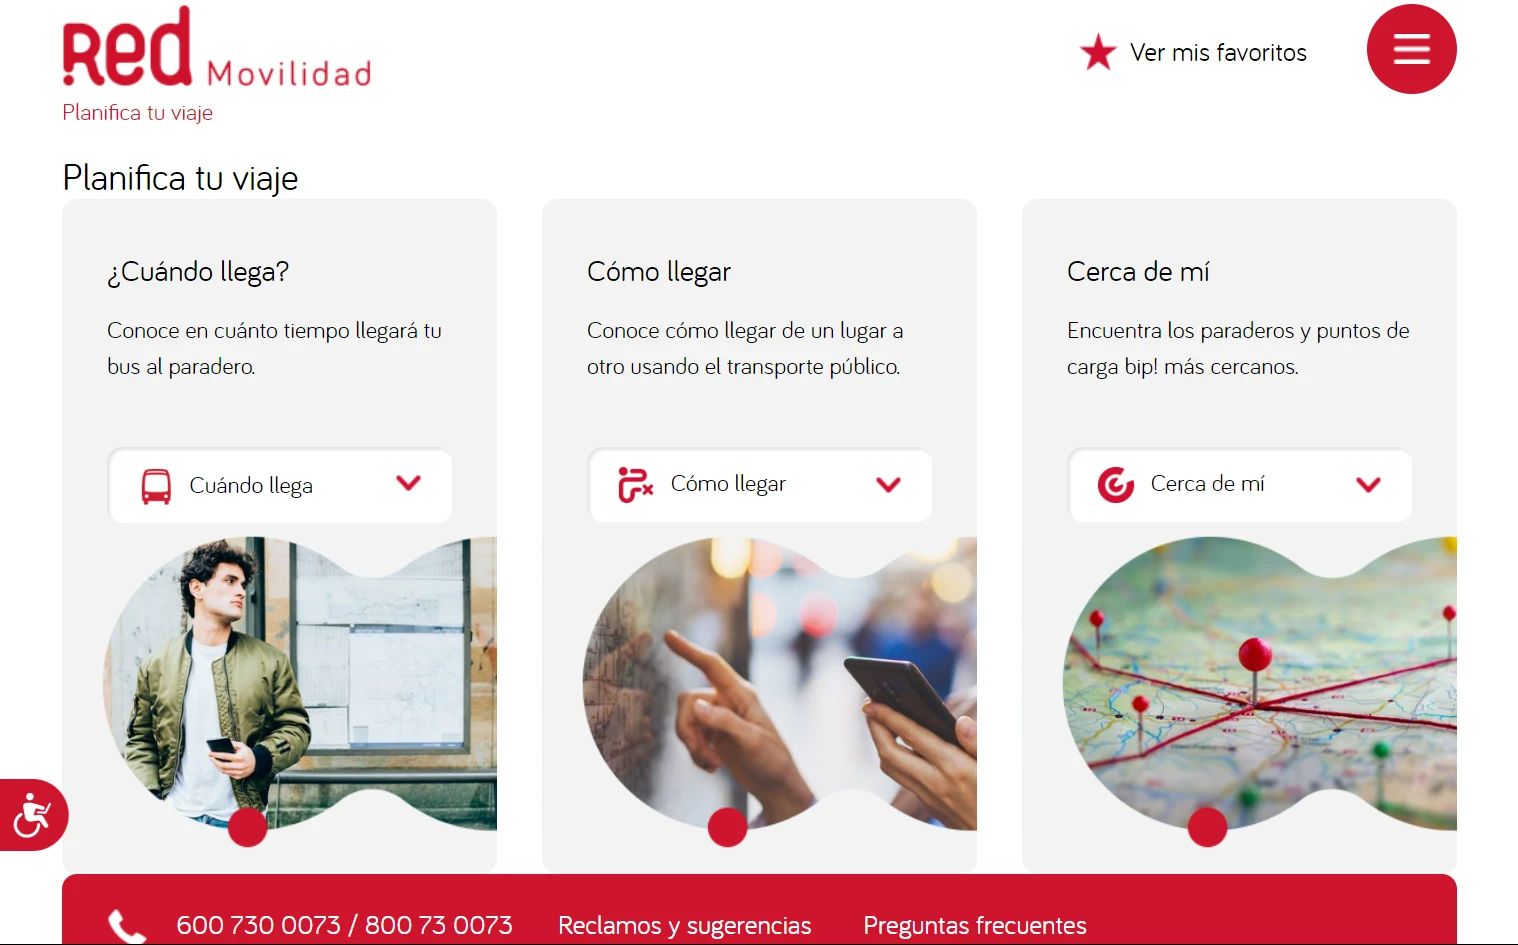 Red Movilidad
Ver mis favoritos
Planifica tu viaje
Planifica tu viaje
¿Cuándo llega?
Conoce en cuánto tiempo llegará tu
bus al paradero.
Cuándo llega
Cómo llegar
Conoce cómo llegar de un lugar a
otro usando el transporte público.
Cómo llegar
Cerca de mí
Encuentra los paraderos y puntos de
carga bip! más cercanos.
Cerca de mí
600 730 0073 / 800 73 0073
Reclamos y sugerencias
Preguntas frecuentes